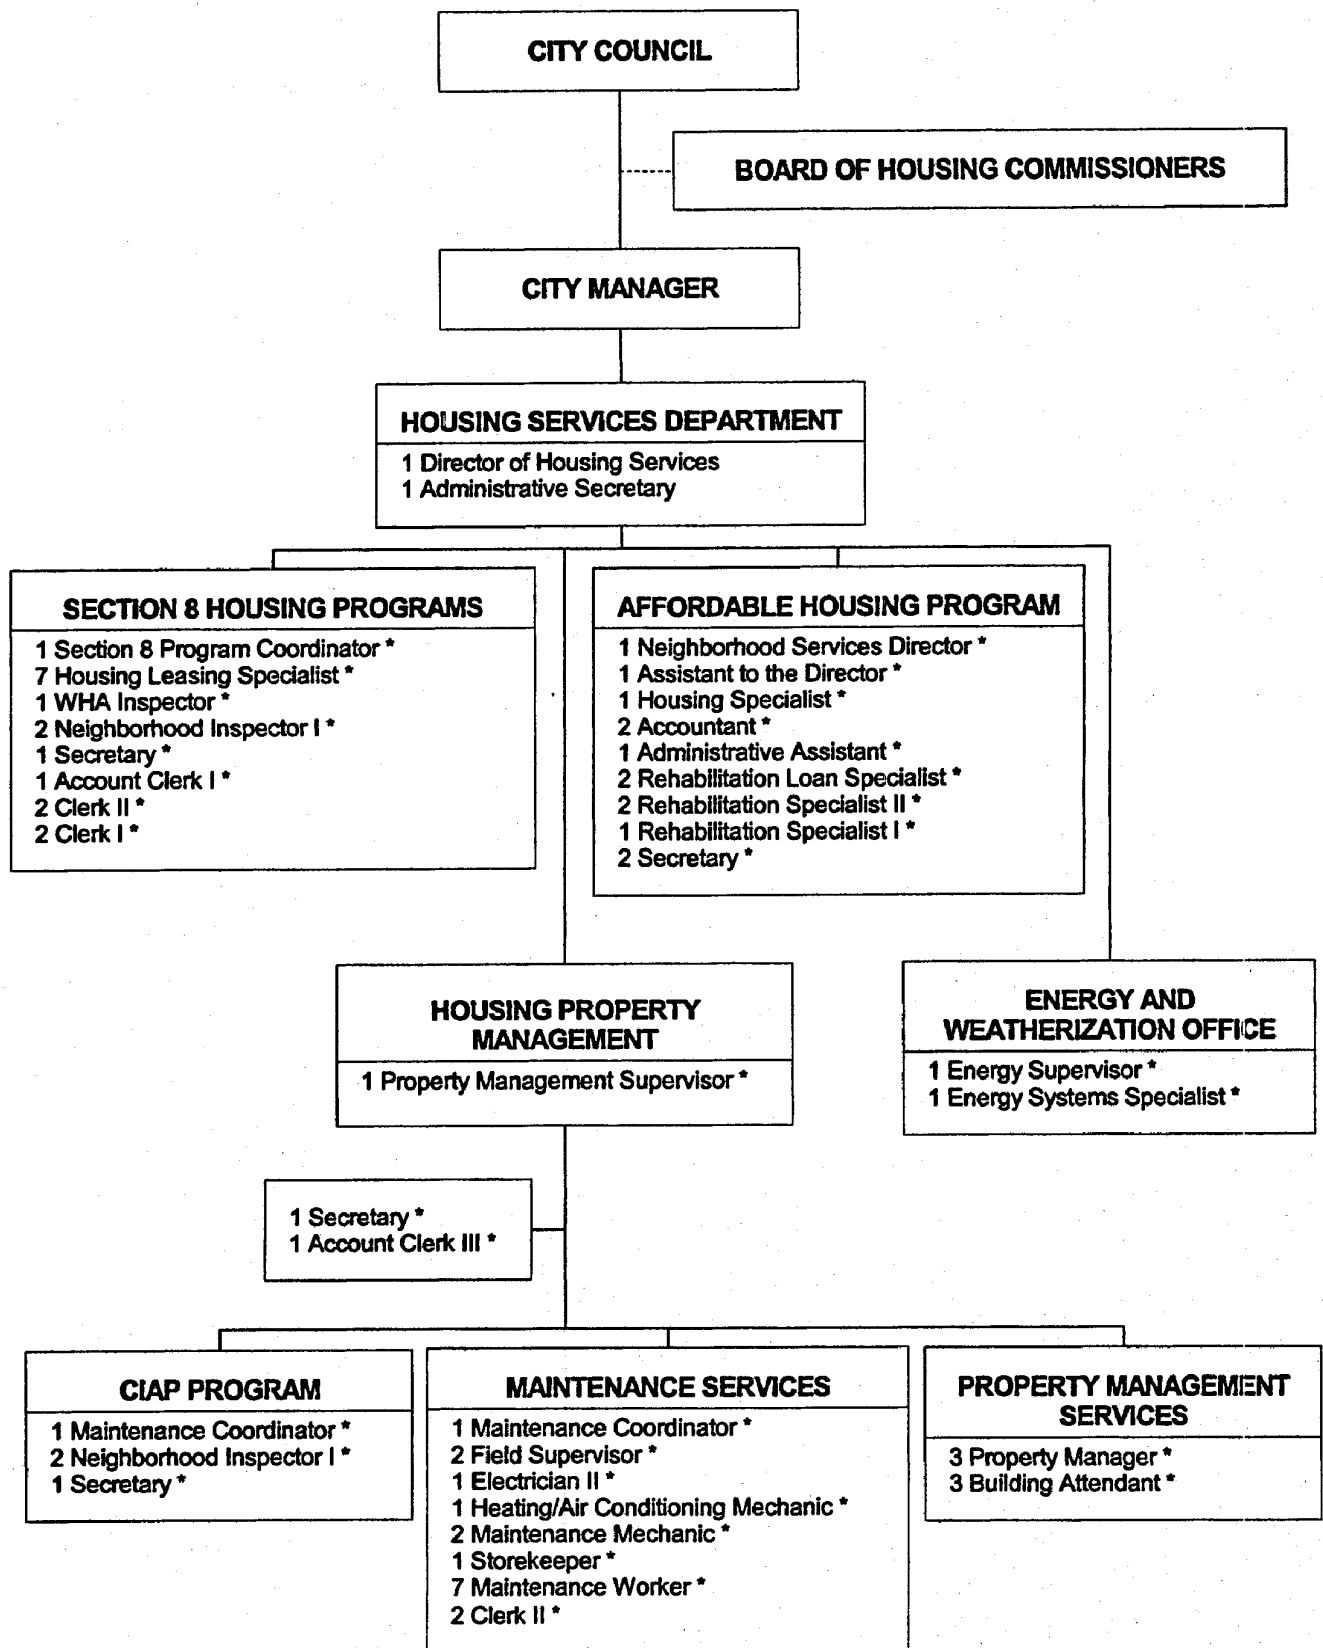 CITY COUNCIL
BOARD OF HOUSING COMMISSIONERS
CITY MANAGER
HOUSING SERVICES DEPARTMENT
1 Director of Housing Services
1 Administrative Secretary
SECTION 8 HOUSING PROGRAMS
1 Section 8 Program Coordinator *
7 Housing Leasing Specialist *
1 WHA Inspector *
2 Neighborhood Inspector I *
1 Secretary *
1 Account Clerk I *
2 Clerk II *
2 Clerk I *
AFFORDABLE HOUSING PROGRAM
1 Neighborhood Services Director *
1 Assistant to the Director *
1 Housing Specialist *
2 Accountant *
1 Administrative Assistant *
2 Rehabilitation Loan Specialist *
2 Rehabilitation Specialist II *
1 Rehabilitation Specialist I *
2 Secretary *
HOUSING PROPERTY
MANAGEMENT
1 Property Management Supervisor *
ENERGY AND
WEATHERIZATION OFFICE
1 Energy Supervisor *
1 Energy Systems Specialist *
1 Secretary *
1 Account Clerk III *
CIAP PROGRAM
1 Maintenance Coordinator *
2 Neighborhood Inspector I *
1 Secretary *
MAINTENANCE SERVICES
1 Maintenance Coordinator *
2 Field Supervisor *
1 Electrician II *
1 Heating/Air Conditioning Mechanic *
2 Maintenance Mechanic *
1 Storekeeper *
7 Maintenance Worker *
2 Clerk II *
PROPERTY MANAGEMENT
SERVICES
3 Property Manager *
3 Building Attendant *